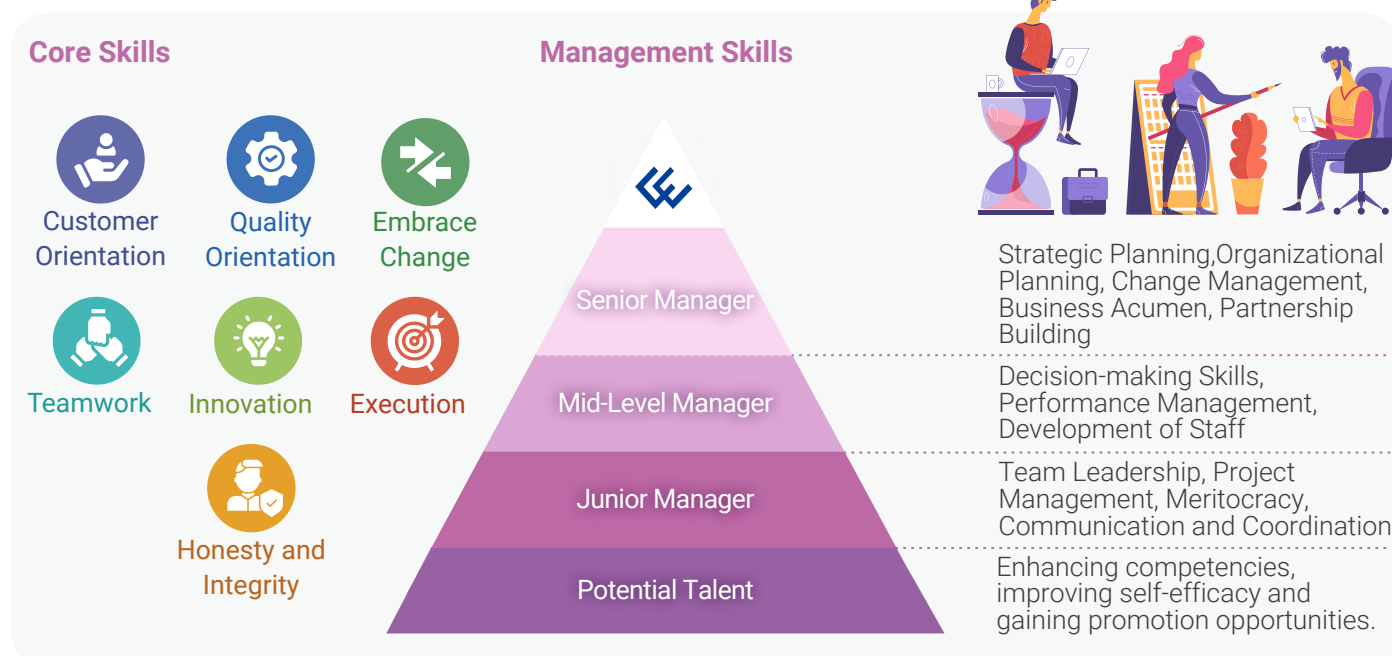 Core Skills
Management Skills
Customer
Orientation
Quality
Orientation
Embrace
Change
Teamwork
Innovation
Execution
Honesty and
Integrity
Senior Manager
Strategic Planning,Organizational
Planning, Change Management,
Business Acumen, Partnership
Building
Mid-Level Manager
Decision-making Skills,
Performance Management,
Development of Staff
Junior Manager
Team Leadership, Project
Management, Meritocracy,
Communication and Coordination
Potential Talent
Enhancing competencies,
improving self-efficacy and
gaining promotion opportunities.